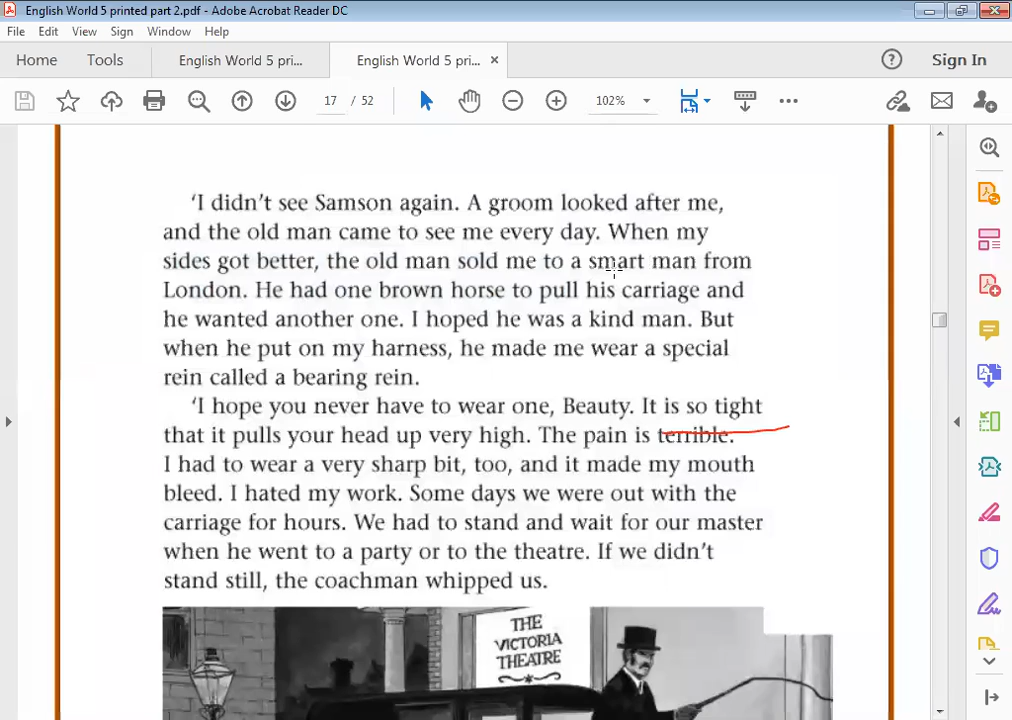 English World 5 printed part 2.pdf - Adobe Acrobat Reader DC
File Edit View Sign Window Help
Home Tools English World 5 pri... English World 5 pri... × Sign In
17 / 52 102%
‘I didn’t see Samson again. A groom looked after me,
and the old man came to see me every day. When my
sides got better, the old man sold me to a smart man from
London. He had one brown horse to pull his carriage and
he wanted another one. I hoped he was a kind man. But
when he put on my harness, he made me wear a special
rein called a bearing rein.
‘I hope you never have to wear one, Beauty. It is so tight
that it pulls your head up very high. The pain is terrible.
I had to wear a very sharp bit, too, and it made my mouth
bleed. I hated my work. Some days we were out with the
carriage for hours. We had to stand and wait for our master
when he went to a party or to the theatre. If we didn’t
stand still, the coachman whipped us.
THE
VICTORIA
THEATRE